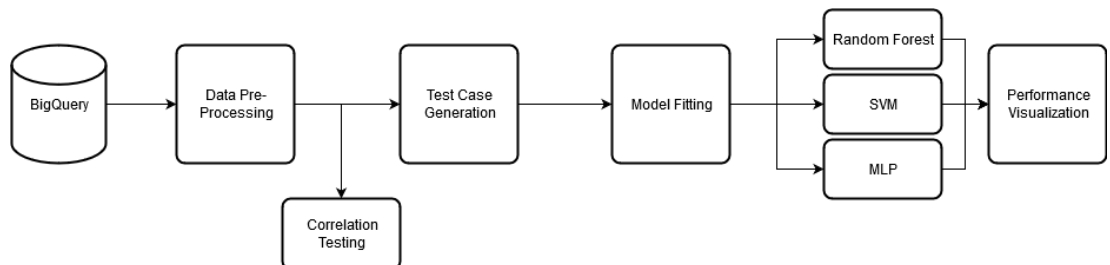 BigQuery
Data Pre-
Processing
Test Case
Generation
Model Fitting
Random Forest
SVM
MLP
Performance
Visualization
Correlation
Testing